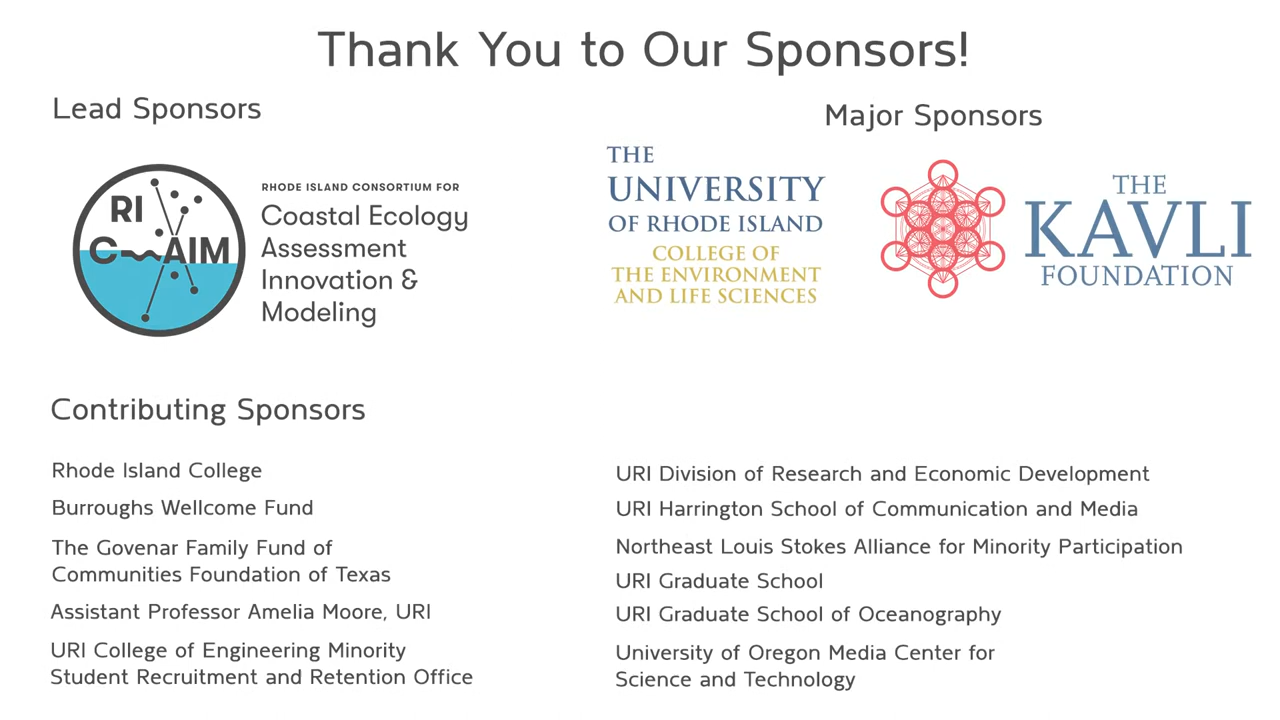 Thank You to Our Sponsors!
Lead Sponsors
RI
C AIM
RHODE ISLAND CONSORTIUM FOR
Coastal Ecology
Assessment
Innovation &
Modeling
Major Sponsors
THE
UNIVERSITY
OF RHODE ISLAND
COLLEGE OF
THE ENVIRONMENT
AND LIFE SCIENCES
THE
KAVLI
FOUNDATION
Contributing Sponsors
Rhode Island College
Burroughs Wellcome Fund
The Govenar Family Fund of
Communities Foundation of Texas
Assistant Professor Amelia Moore, URI
URI College of Engineering Minority
Student Recruitment and Retention Office
URI Division of Research and Economic Development
URI Harrington School of Communication and Media
Northeast Louis Stokes Alliance for Minority Participation
URI Graduate School
URI Graduate School of Oceanography
University of Oregon Media Center for
Science and Technology